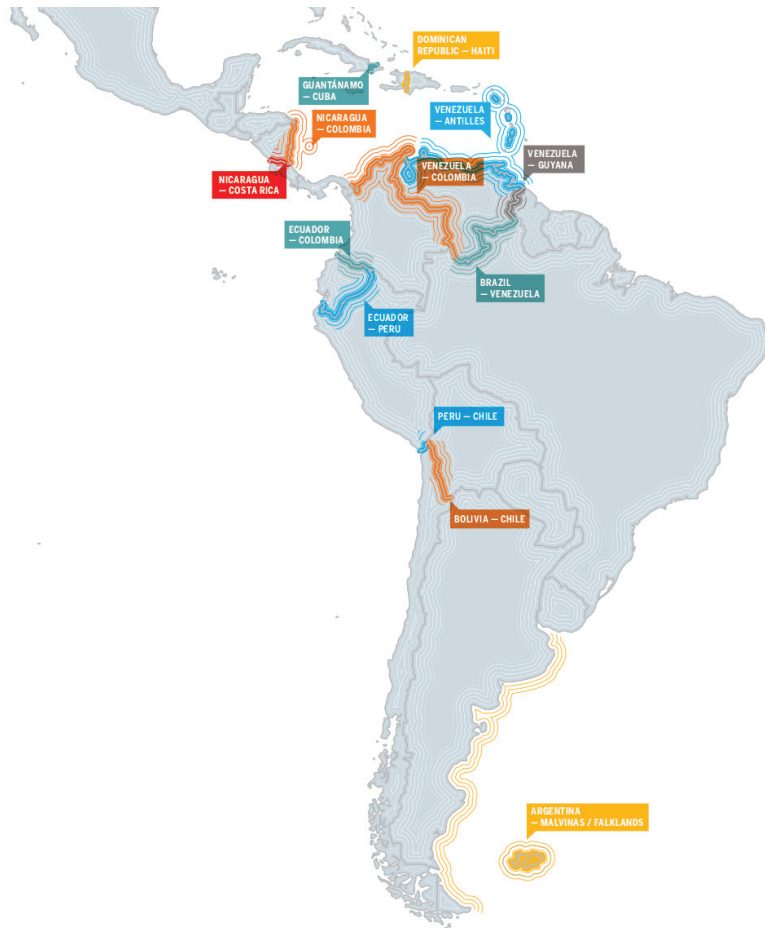 DOMINICAN
REPUBLIC — HAITI
GUANTÁNAMO
— CUBA
NICARAGUA
— COLOMBIA
VENEZUELA
— ANTILLES
VENEZUELA
— GUYANA
VENEZUELA
— COLOMBIA
NICARAGUA
— COSTA RICA
ECUADOR
— COLOMBIA
BRAZIL
— VENEZUELA
ECUADOR
— PERU
PERU — CHILE
BOLIVIA — CHILE
ARGENTINA
— MALVINAS / FALKLANDS